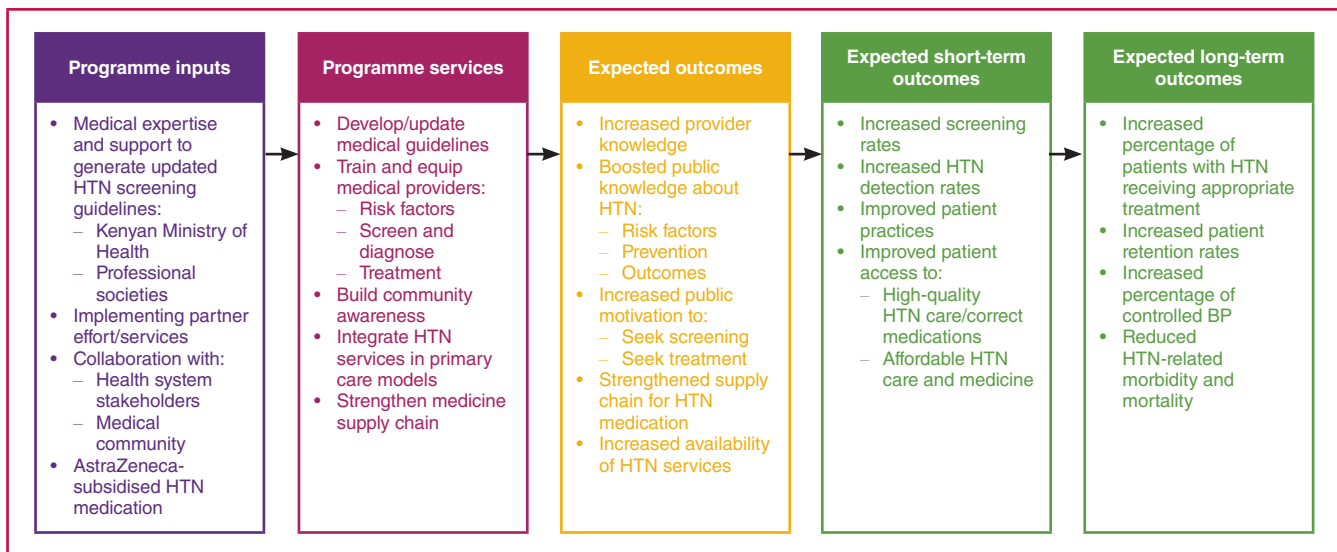 Programme inputs
• Medical expertise
and support to
generate updated
HTN screening
guidelines:
– Kenyan Ministry of
Health
– Professional
societies
• Implementing partner
effort/services
• Collaboration with:
– Health system
stakeholders
– Medical
community
• AstraZeneca-
subsidised HTN
medication
Programme services
• Develop/update
medical guidelines
• Train and equip
medical providers:
– Risk factors
– Screen and
diagnose
– Treatment
• Build community
awareness
• Integrate HTN
services in primary
care models
• Strengthen medicine
supply chain
Expected outcomes
• Increased provider
knowledge
• Boosted public
knowledge about
HTN:
– Risk factors
– Prevention
– Outcomes
• Increased public
motivation to:
– Seek screening
– Seek treatment
• Strengthened supply
chain for HTN
medication
• Increased availability
of HTN services
Expected short-term
outcomes
• Increased screening
rates
• Increased HTN
detection rates
• Improved patient
practices
• Improved patient
access to:
– High-quality
HTN care/correct
medications
– Affordable HTN
care and medicine
Expected long-term
outcomes
• Increased
percentage of
patients with HTN
receiving appropriate
treatment
• Increased patient
retention rates
• Increased
percentage of
controlled BP
• Reduced
HTN-related
morbidity and
mortality